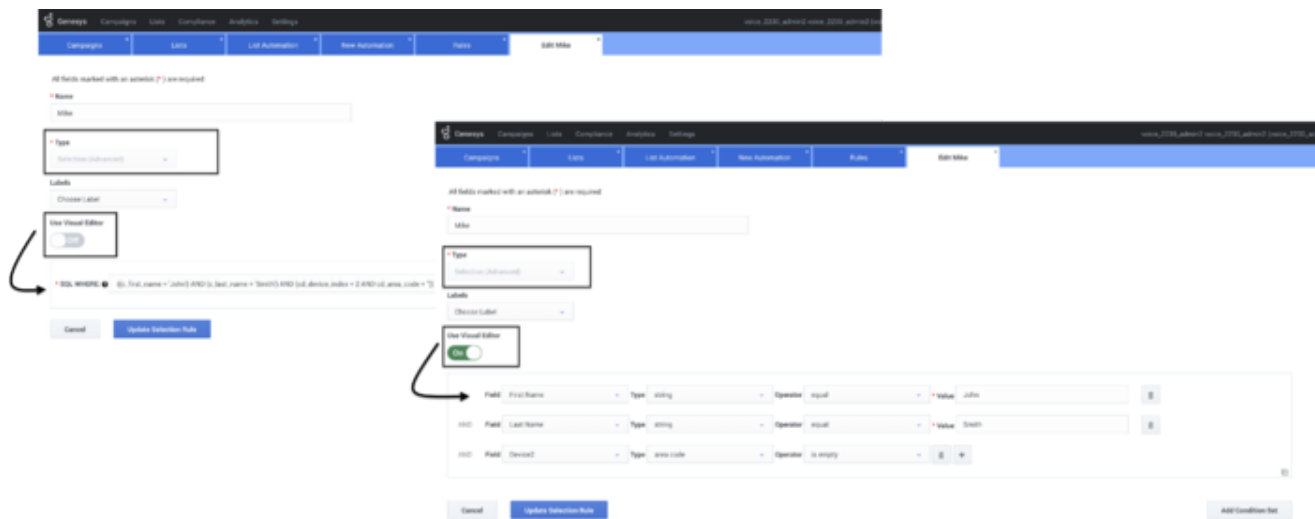 Genesys Campaigns Lists Compliance Analytics Settings
Campaigns Lists List Automation New Automation Rules Edit Mike
All fields marked with an asterisk (*) are required
* Name
Mike
* Type
Selection (Advanced)
Labels
Choose Label
Use Visual Editor
Off
* SQL WHERE:
Cancel Update Selection Rule
Genesys Campaigns Lists Compliance Analytics Settings
Campaigns Lists List Automation New Automation Rules Edit Mike
All fields marked with an asterisk (*) are required
* Name
Mike
* Type
Selection (Advanced)
Labels
Choose Label
Use Visual Editor
On
Field First Name Type string Operator equal * Value John
AND Field Last Name Type string Operator equal * Value Smith
AND Field Device2 Type area code Operator is empty
Cancel Update Selection Rule Add Condition Set